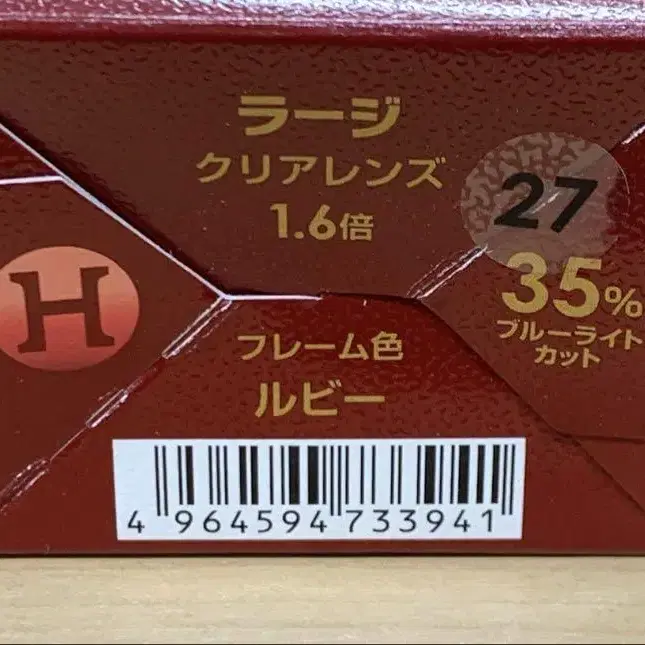 ラージ
クリアレンズ
1.6倍
27
35%
ブルーライト
カット
H
フレーム色
ルビー
4 964594 733941